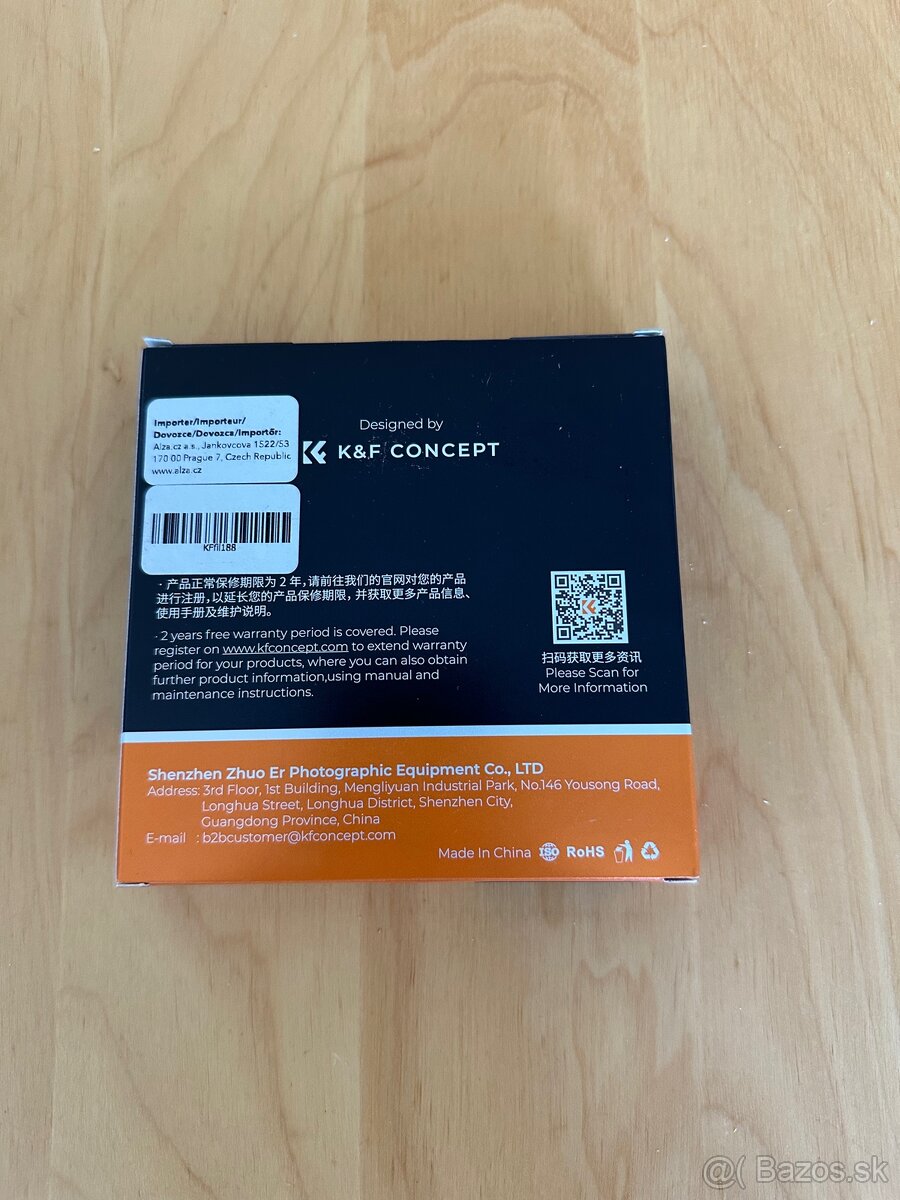 Importer/Importeur/
Dovozce/Dovozca/Importőr:
Alza.cz a.s., Jankovcova 1522/53
170 00 Prague 7, Czech Republic
www.alza.cz
KFfil188
Designed by
K&F CONCEPT
· 产品正常保修期限为 2 年,请前往我们的官网对您的产品
进行注册,以延长您的产品保修期限,并获取更多产品信息、
使用手册及维护说明。
· 2 years free warranty period is covered. Please
register on www.kfconcept.com to extend warranty
period for your products, where you can also obtain
further product information,using manual and
maintenance instructions.
扫码获取更多资讯
Please Scan for
More Information
Shenzhen Zhuo Er Photographic Equipment Co., LTD
Address: 3rd Floor, 1st Building, Mengliyuan Industrial Park, No.146 Yousong Road,
Longhua Street, Longhua District, Shenzhen City,
Guangdong Province, China
E-mail : b2bcustomer@kfconcept.com
Made In China ISO RoHS
@( Bazos.sk